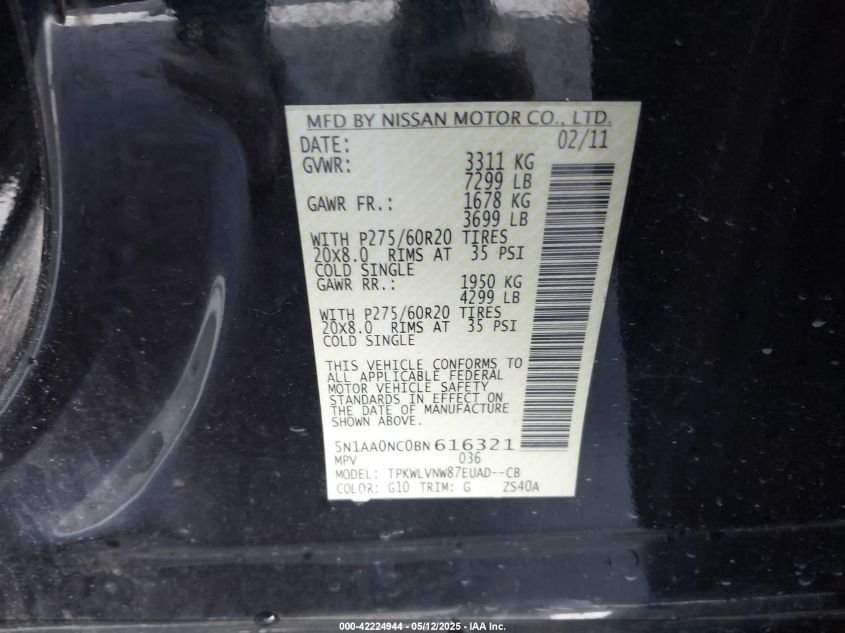 MFD BY NISSAN MOTOR CO., LTD.
DATE: 02/11
GVWR: 3311 KG
7299 LB
GAWR FR.: 1678 KG
3699 LB
WITH P275/60R20 TIRES
20X8.0 RIMS AT 35 PSI
COLD SINGLE
GAWR RR.: 1950 KG
4299 LB
WITH P275/60R20 TIRES
20X8.0 RIMS AT 35 PSI
COLD SINGLE
THIS VEHICLE CONFORMS TO
ALL APPLICABLE FEDERAL
MOTOR VEHICLE SAFETY
STANDARDS IN EFFECT ON
THE DATE OF MANUFACTURE
SHOWN ABOVE.
5N1AA0NC0BN616321
MPV 036
MODEL: TPKWLVNW87EUAD--CB
COLOR: G10 TRIM: G ZS40A
000-42224944 - 05/12/2025 - IAA Inc.